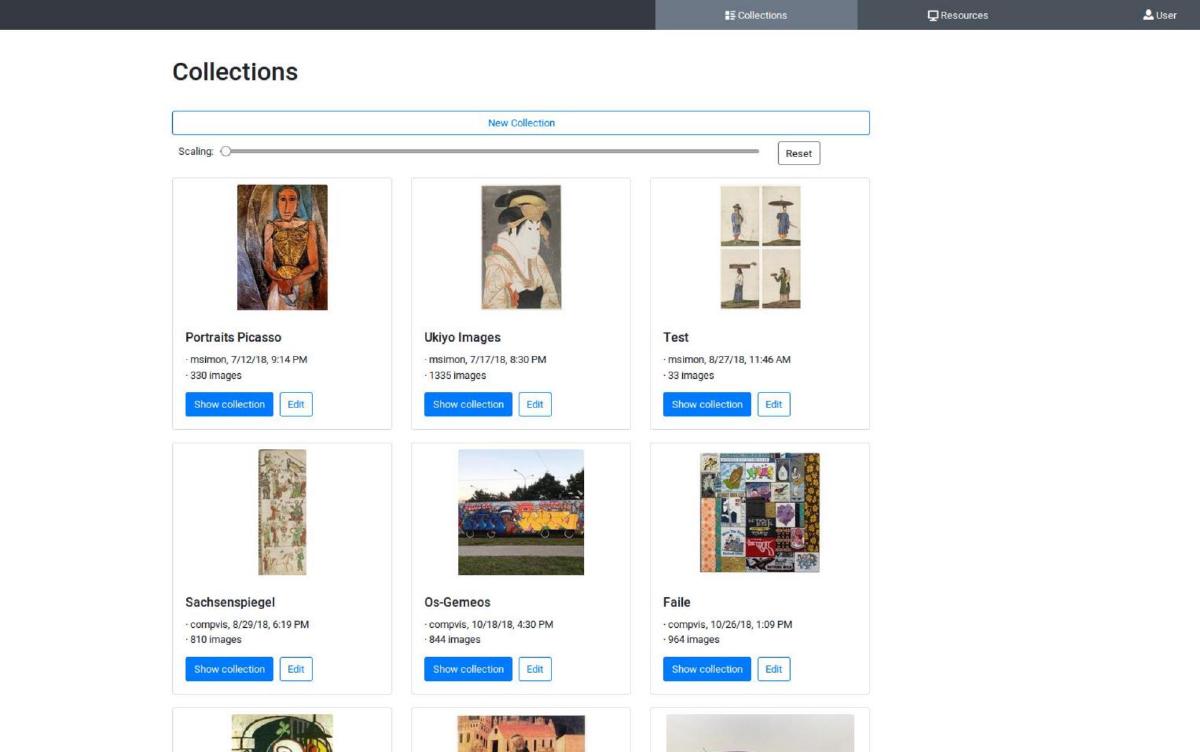 Collections
Resources
User
Collections
New Collection
Scaling:
Reset
Portraits Picasso
· msimon, 7/12/18, 9:14 PM
· 330 images
Show collection
Edit
Ukiyo Images
· msimon, 7/17/18, 8:30 PM
· 1335 images
Show collection
Edit
Test
· msimon, 8/27/18, 11:46 AM
· 33 images
Show collection
Edit
Sachsenspiegel
· compvis, 8/29/18, 6:19 PM
· 810 images
Show collection
Edit
Os-Gemeos
· compvis, 10/18/18, 4:30 PM
· 844 images
Show collection
Edit
Faile
· compvis, 10/26/18, 1:09 PM
· 964 images
Show collection
Edit